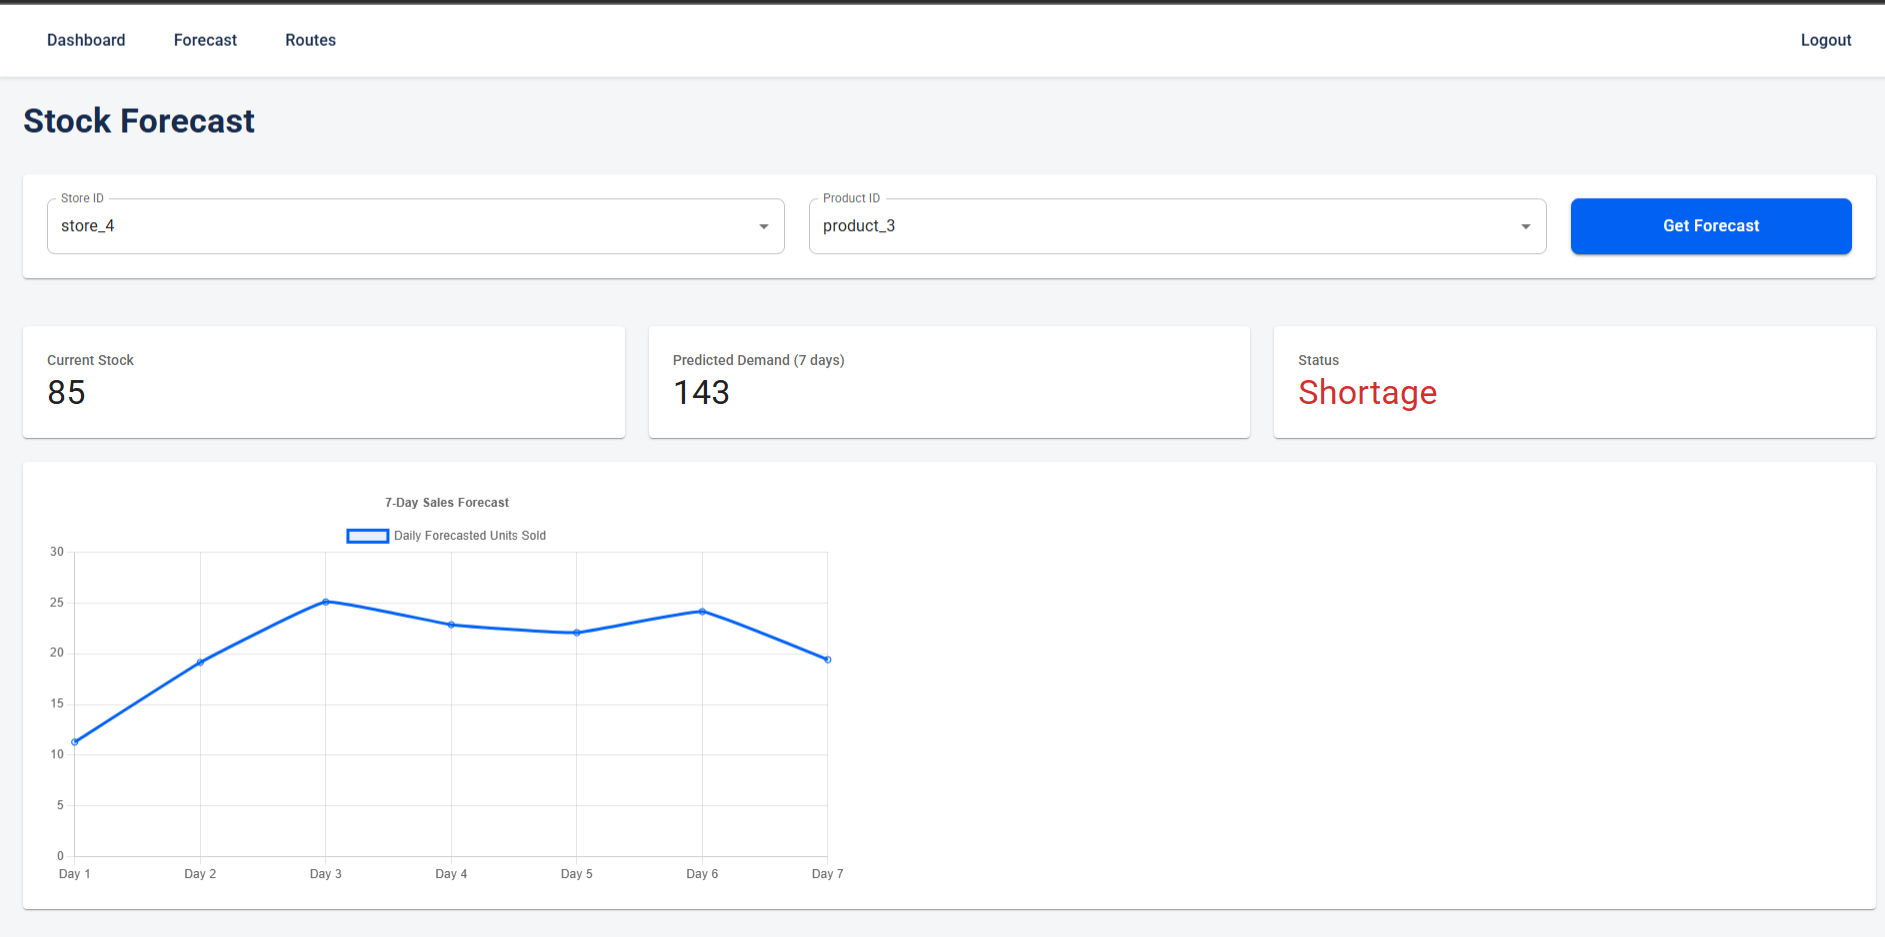 Dashboard Forecast Routes Logout
Stock Forecast
Store ID Product ID
store_4 product_3 Get Forecast
Current Stock Predicted Demand (7 days) Status
85 143 Shortage
7-Day Sales Forecast
Daily Forecasted Units Sold
30
25
20
15
10
5
0
Day 1 Day 2 Day 3 Day 4 Day 5 Day 6 Day 7